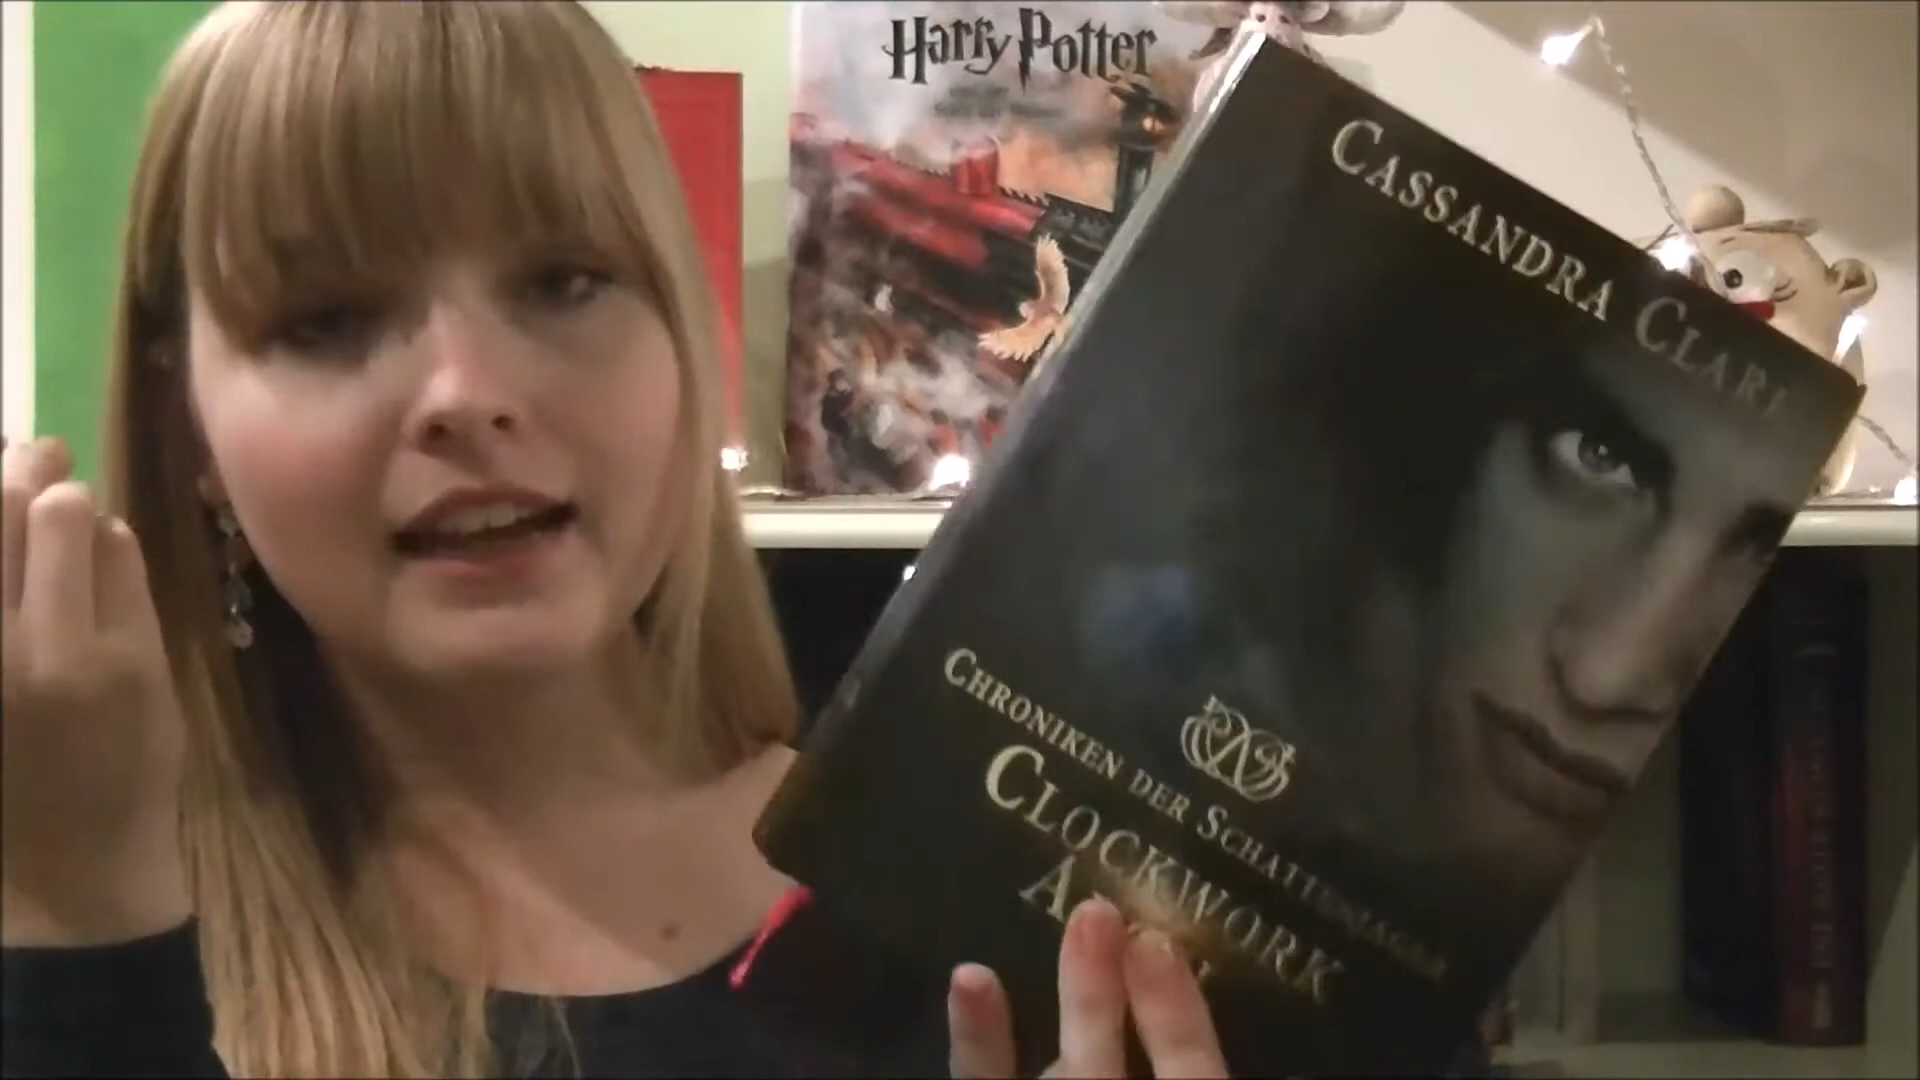 Harry Potter
CASSANDRA CLARE
CHRONIKEN DER SCHATTENJÄGER
CLOCKWORK